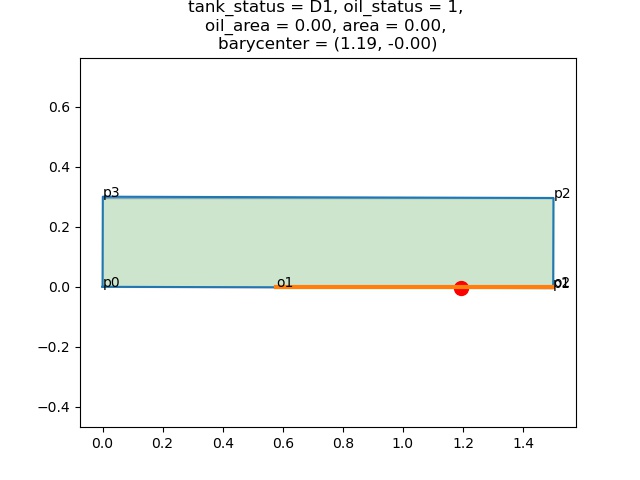 tank_status = D1, oil_status = 1,
oil_area = 0.00, area = 0.00,
barycenter = (1.19, -0.00)
0.6
0.4
0.2
0.0
−0.2
−0.4
p3
p2
p0
o1
p1
o2
0.0 0.2 0.4 0.6 0.8 1.0 1.2 1.4